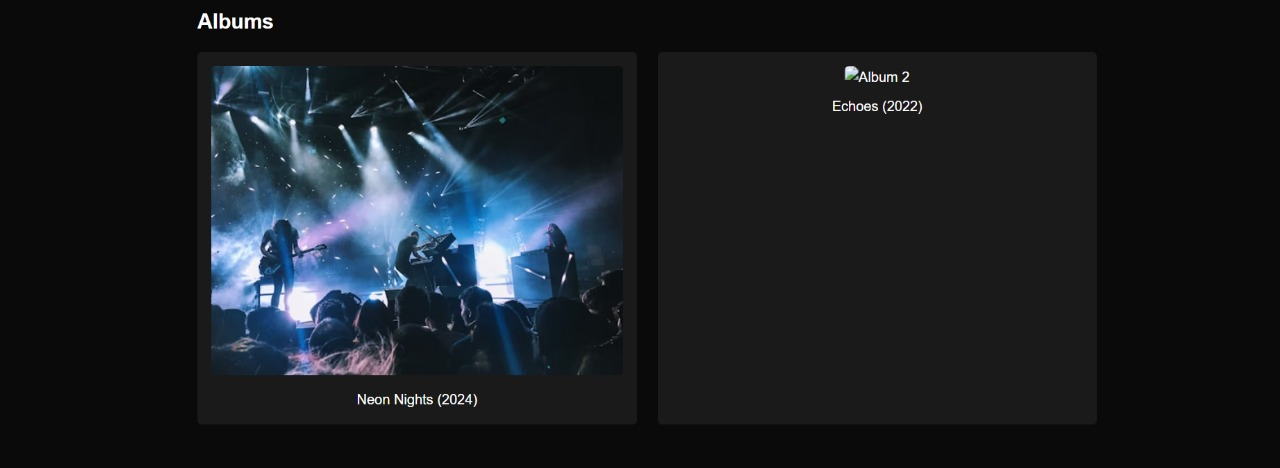 Albums
Album 2
Echoes (2022)
Neon Nights (2024)